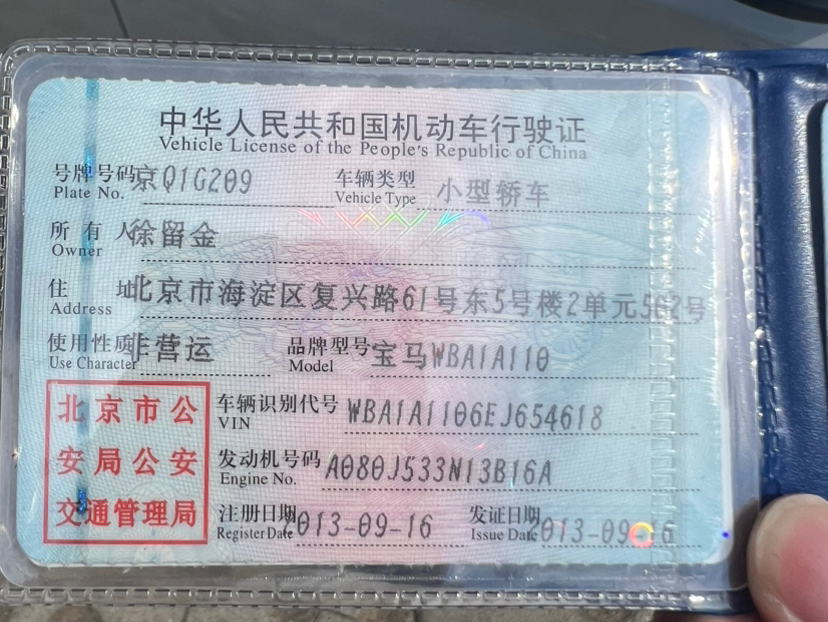 中华人民共和国机动车行驶证
Vehicle License of the People's Republic of China
号牌号码 京Q1G209 车辆类型 小型轿车
Plate No. Vehicle Type
所有人 徐留金
Owner
住址 北京市海淀区复兴路61号东5号楼2单元502号
Address
使用性质 非营运 品牌型号 宝马WBA1A110
Use Character Model
北京市公
安局公安
交通管理局
车辆识别代号 WBA1A1106EJ654618
VIN
发动机号码 A080J533N13B16A
Engine No.
注册日期 2013-09-16 发证日期 2013-09-16
Register Date Issue Date